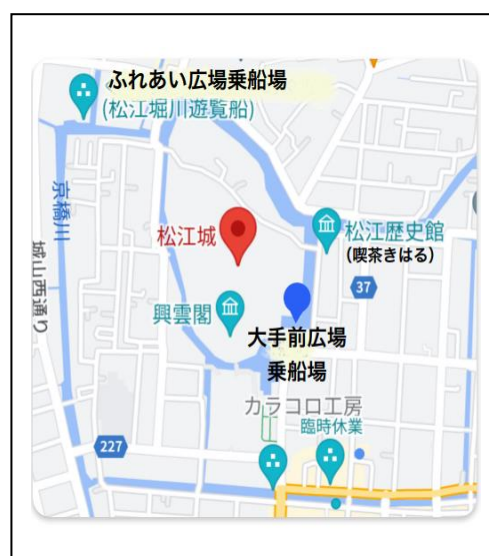 ふれあい広場乗船場
(松江堀川遊覧船)
京橋川
城山西通り
松江城
松江歴史館
(喫茶きはる)
37
興雲閣
大手前広場
乗船場
カラコロ工房
臨時休業
227